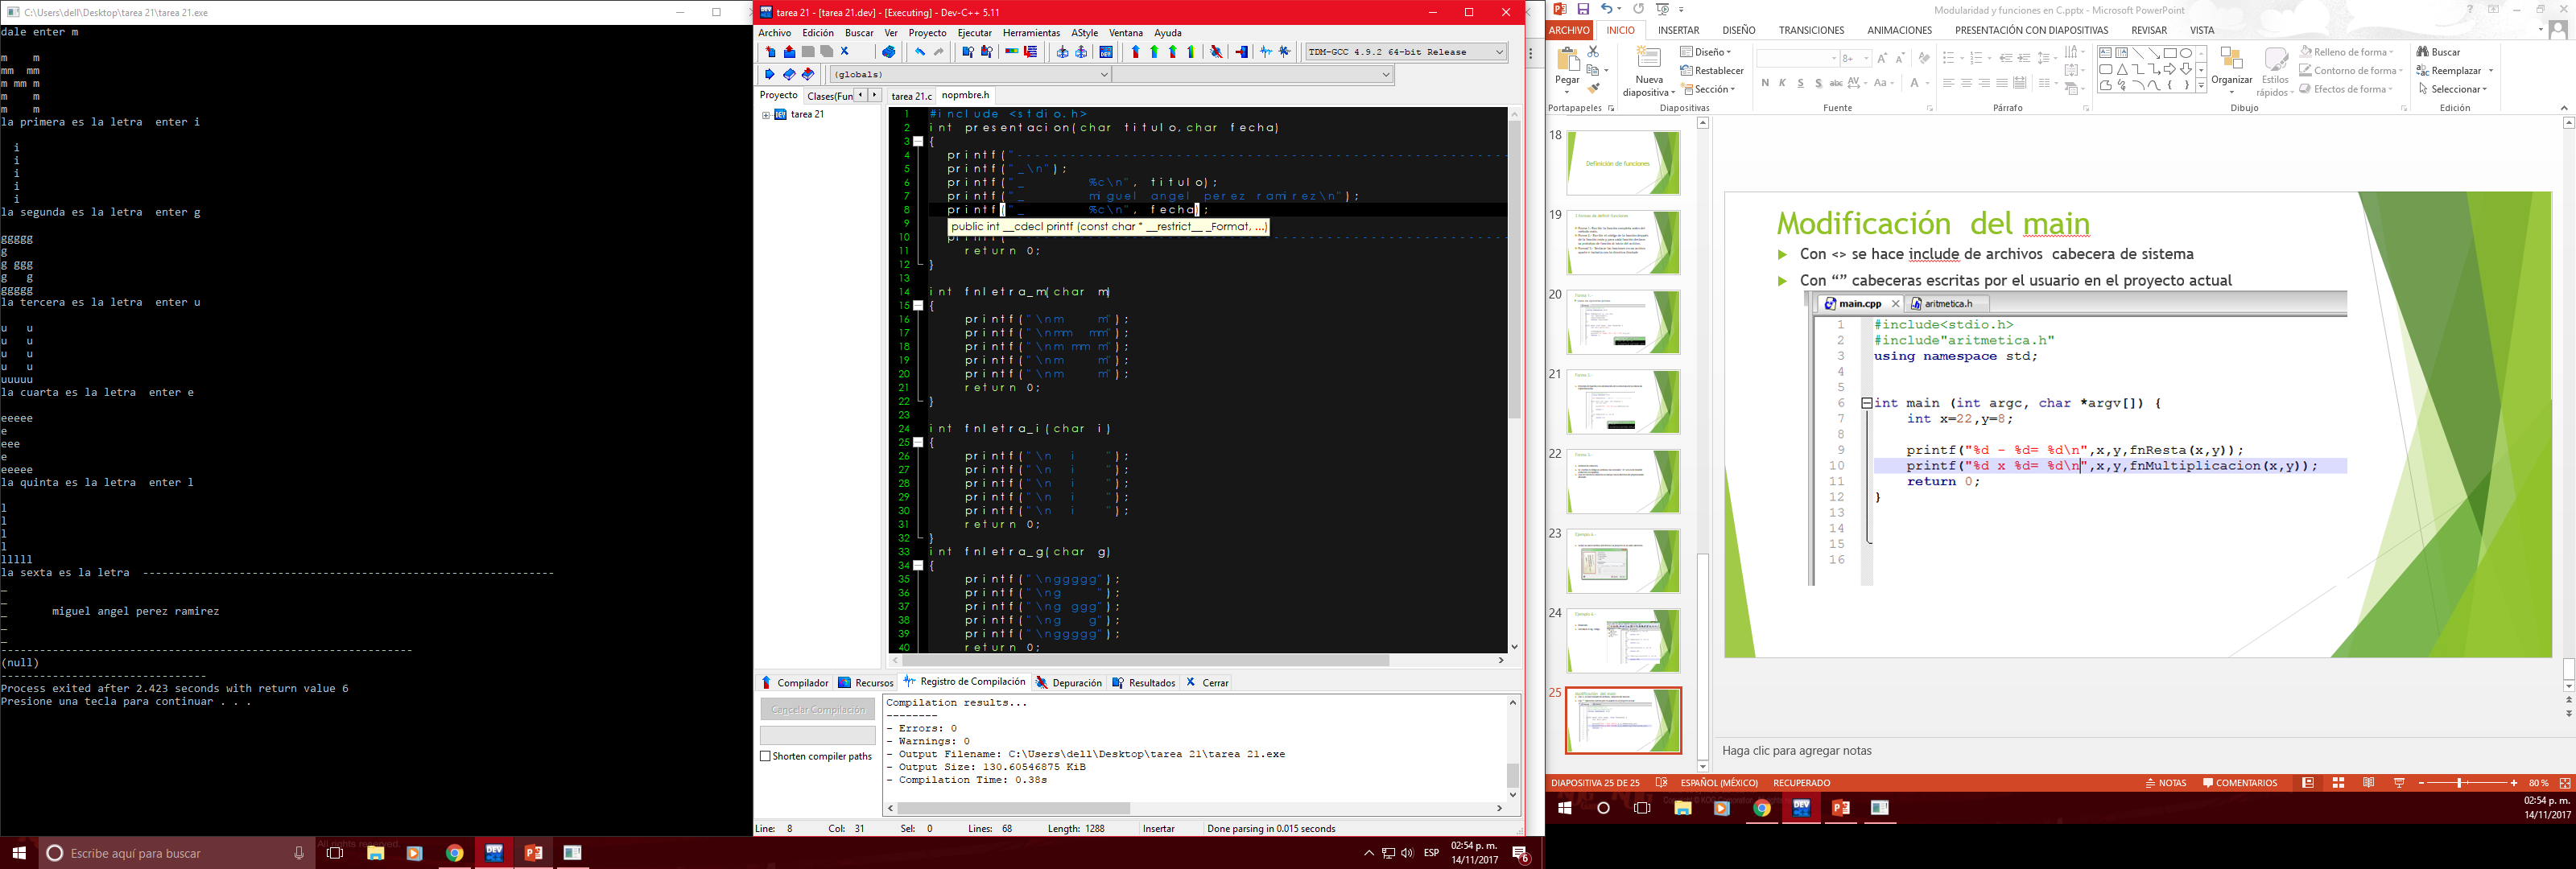 C:\Users\dell\Desktop\tarea 21\tarea 21.exe
dale enter m
m    m
mm  mm
m mm m
m    m
m    m
la primera es la letra  enter i
i
i
i
i
i
la segunda es la letra  enter g
ggggg
g
g ggg
g   g
ggggg
la tercera es la letra  enter u
u   u
u   u
u   u
u   u
uuuuu
la cuarta es la letra  enter e
eeeee
e
eee
e
eeeee
la quinta es la letra  enter l
l
l
l
l
lllll
la sexta es la letra  ----------------------------------------------------------------
_
_
_       miguel angel perez ramirez
_
_
----------------------------------------------------------------
(null)
--------------------------------
Process exited after 2.423 seconds with return value 6
Presione una tecla para continuar . . .
tarea 21 - [tarea 21.dev] - [Executing] - Dev-C++ 5.11
Archivo Edición Buscar Ver Proyecto Ejecutar Herramientas AStyle Ventana Ayuda
TDM-GCC 4.9.2 64-bit Release
(globals)
Proyecto Clases(Fun
tarea 21.c nopmbre.h
tarea 21
1 #include <stdio.h>
2 int presentacion(char titulo,char fecha)
3 {
4 printf("----------------------------------------------------------------
5 printf("_\n");
6 printf("_       %c\n", titulo);
7 printf("_       miguel angel perez ramirez\n");
8 printf("_       %c\n", fecha);
9 public int __cdecl printf (const char * __restrict__ _Format, ...)
10 printf("----------------------------------------------------------------
11 return 0;
12 }
13
14 int fnletra_m(char m)
15 {
16 printf("\nm    m");
17 printf("\nmm  mm");
18 printf("\nm mm m");
19 printf("\nm    m");
20 printf("\nm    m");
21 return 0;
22 }
23
24 int fnletra_i(char i)
25 {
26 printf("\n  i   ");
27 printf("\n  i   ");
28 printf("\n  i   ");
29 printf("\n  i   ");
30 printf("\n  i   ");
31 return 0;
32 }
33 int fnletra_g(char g)
34 {
35 printf("\nggggg");
36 printf("\ng    ");
37 printf("\ng ggg");
38 printf("\ng   g");
39 printf("\nggggg");
40 return 0;
Compilador Recursos Registro de Compilación Depuración Resultados Cerrar
Cancelar Compilación
Shorten compiler paths
Compilation results...
--------
- Errors: 0
- Warnings: 0
- Output Filename: C:\Users\dell\Desktop\tarea 21\tarea 21.exe
- Output Size: 130.60546875 KiB
- Compilation Time: 0.38s
Line: 8 Col: 31 Sel: 0 Lines: 68 Length: 1288 Insertar Done parsing in 0.015 seconds
Escribe aquí para buscar
All rights reserved.
ESP
02:54 p. m.
14/11/2017
6
Modularidad y funciones en C.pptx - Microsoft PowerPoint
ARCHIVO INICIO INSERTAR DISEÑO TRANSICIONES ANIMACIONES PRESENTACIÓN CON DIAPOSITIVAS REVISAR VISTA
Pegar
Nueva diapositiva
Diseño
Restablecer
Sección
8+
N K S S abc AV Aa A
Organizar
Estilos rápidos
Relleno de forma
Contorno de forma
Efectos de forma
Buscar
Reemplazar
Seleccionar
Portapapeles Diapositivas Fuente Párrafo Dibujo Edición
18
Definición de funciones
19
20
21
22
23
24
25
Modificación  del main
Con <> se hace include de archivos  cabecera de sistema
Con “” cabeceras escritas por el usuario en el proyecto actual
main.cpp aritmetica.h
1 #include<stdio.h>
2 #include"aritmetica.h"
3 using namespace std;
4
5
6 int main (int argc, char *argv[]) {
7 int x=22,y=8;
8
9 printf("%d - %d= %d\n",x,y,fnResta(x,y));
10 printf("%d x %d= %d\n",x,y,fnMultiplicacion(x,y));
11 return 0;
12 }
13
14
15
16
Haga clic para agregar notas
DIAPOSITIVA 25 DE 25 ESPAÑOL (MÉXICO) RECUPERADO NOTAS COMENTARIOS 80 %
02:54 p. m.
14/11/2017